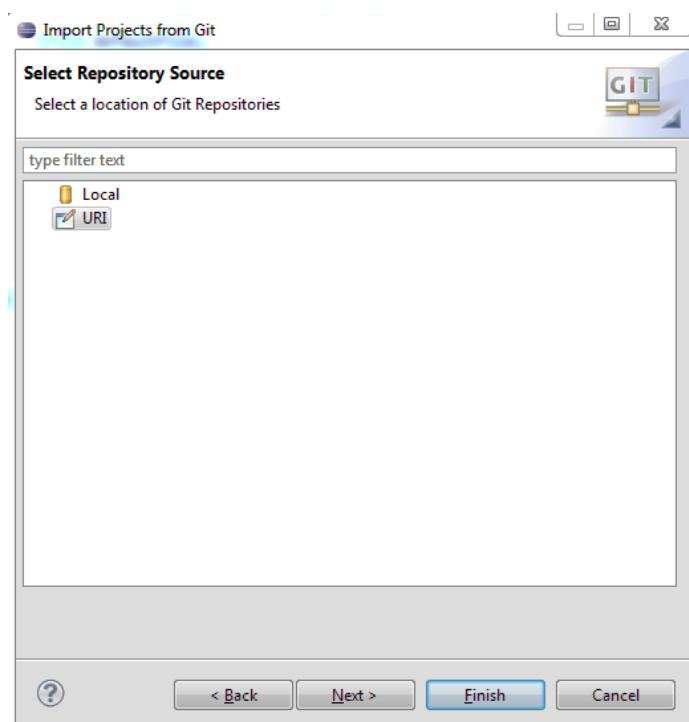 Import Projects from Git
Select Repository Source
Select a location of Git Repositories
GIT
type filter text
Local
URI
?
< Back
Next >
Finish
Cancel